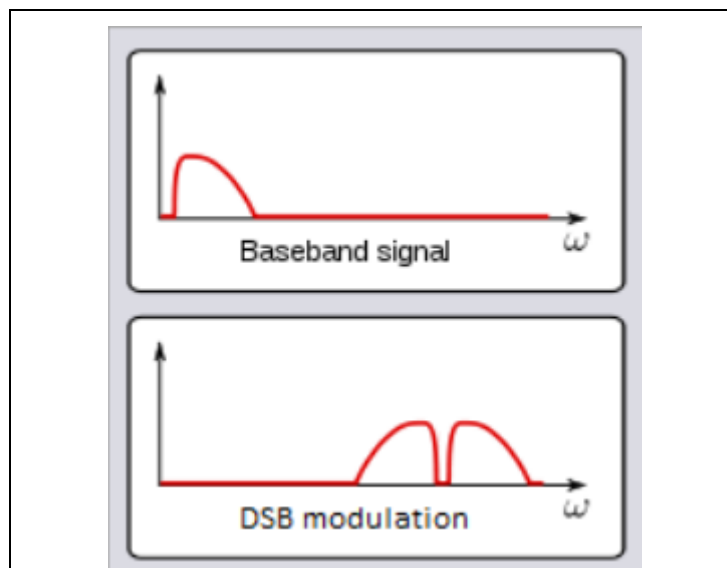 ω
Baseband signal
ω
DSB modulation